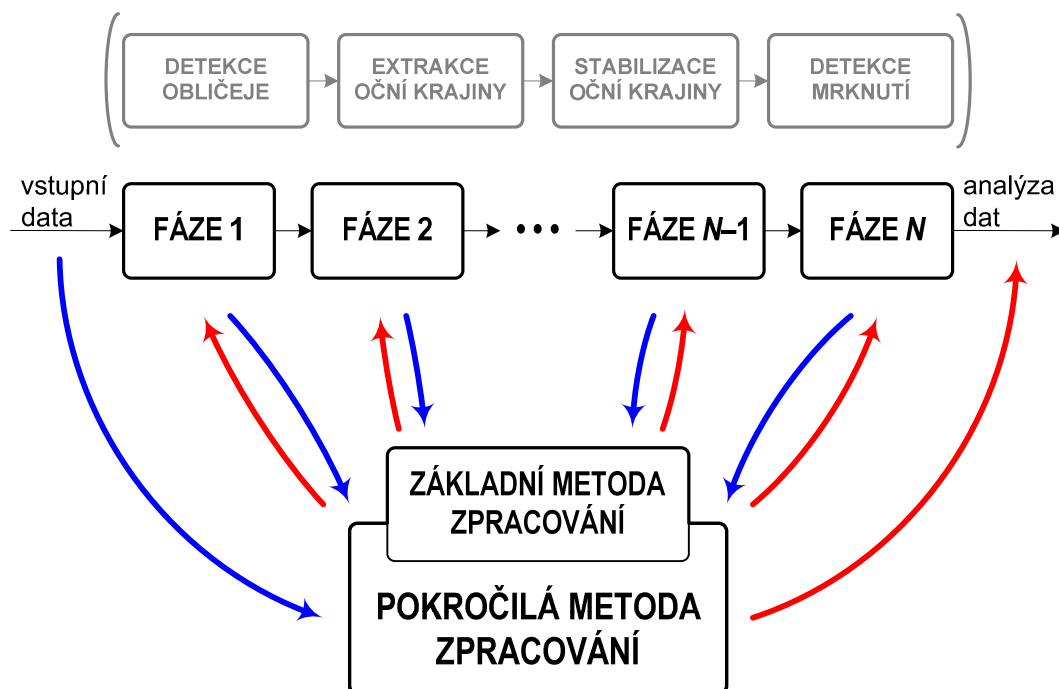 DETEKCE
OBLIČEJE
EXTRAKCE
OČNÍ KRAJINY
STABILIZACE
OČNÍ KRAJINY
DETEKCE
MRKNUTÍ
vstupní
data
FÁZE 1
FÁZE 2
•••
FÁZE N–1
FÁZE N
analýza
dat
ZÁKLADNÍ METODA
ZPRACOVÁNÍ
POKROČILÁ METODA
ZPRACOVÁNÍ